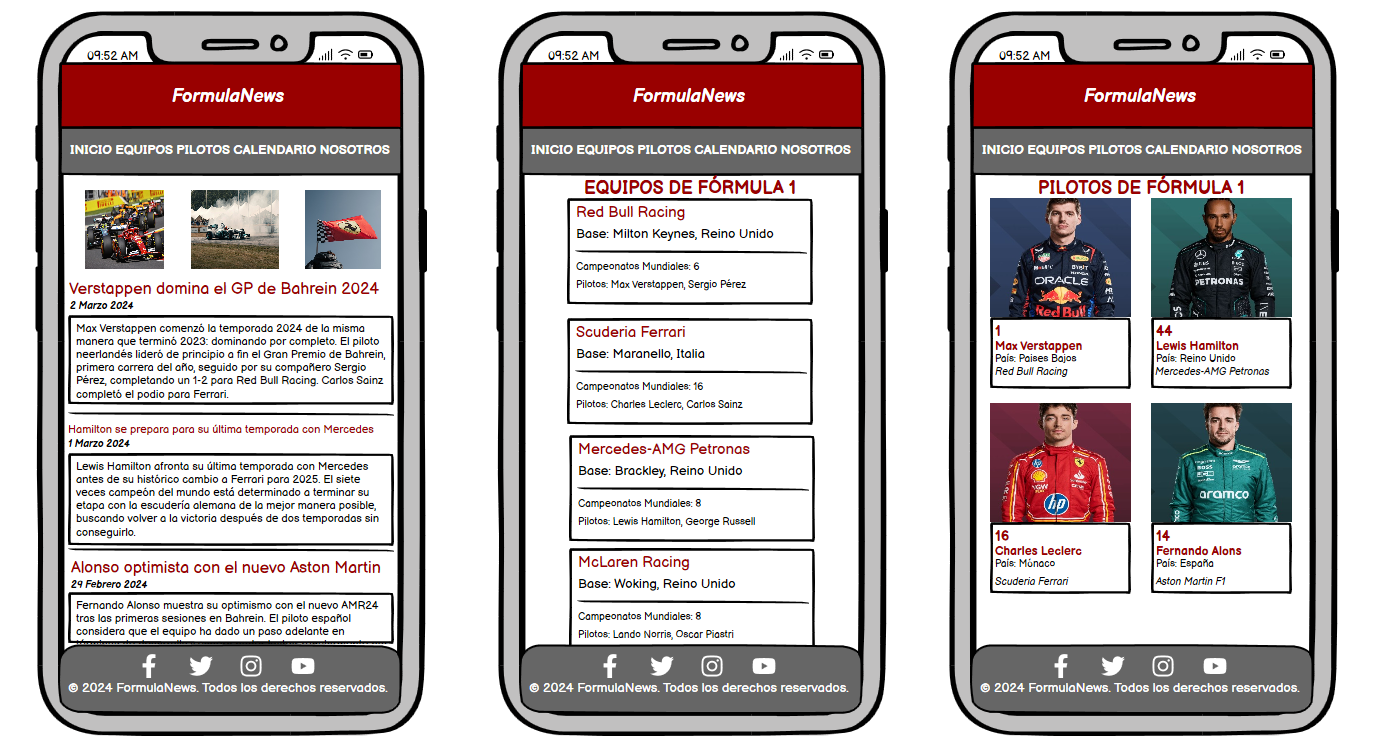 09:52 AM
FormulaNews
INICIO EQUIPOS PILOTOS CALENDARIO NOSOTROS
Verstappen domina el GP de Bahrein 2024
2 Marzo 2024
Max Verstappen comenzó la temporada 2024 de la misma
manera que terminó 2023: dominando por completo. El piloto
neerlandés lideró de principio a fin el Gran Premio de Bahrein,
primera carrera del año, seguido por su compañero Sergio
Pérez, completando un 1-2 para Red Bull Racing. Carlos Sainz
completó el podio para Ferrari.
Hamilton se prepara para su última temporada con Mercedes
1 Marzo 2024
Lewis Hamilton afronta su última temporada con Mercedes
antes de su histórico cambio a Ferrari para 2025. El siete
veces campeón del mundo está determinado a terminar su
etapa con la escudería alemana de la mejor manera posible,
buscando volver a la victoria después de dos temporadas sin
conseguirlo.
Alonso optimista con el nuevo Aston Martin
29 Febrero 2024
Fernando Alonso muestra su optimismo con el nuevo AMR24
tras las primeras sesiones en Bahrein. El piloto español
considera que el equipo ha dado un paso adelante en
© 2024 FormulaNews. Todos los derechos reservados.
09:52 AM
FormulaNews
INICIO EQUIPOS PILOTOS CALENDARIO NOSOTROS
EQUIPOS DE FÓRMULA 1
Red Bull Racing
Base: Milton Keynes, Reino Unido
Campeonatos Mundiales: 6
Pilotos: Max Verstappen, Sergio Pérez
Scuderia Ferrari
Base: Maranello, Italia
Campeonatos Mundiales: 16
Pilotos: Charles Leclerc, Carlos Sainz
Mercedes-AMG Petronas
Base: Brackley, Reino Unido
Campeonatos Mundiales: 8
Pilotos: Lewis Hamilton, George Russell
McLaren Racing
Base: Woking, Reino Unido
Campeonatos Mundiales: 8
Pilotos: Lando Norris, Oscar Piastri
© 2024 FormulaNews. Todos los derechos reservados.
09:52 AM
FormulaNews
INICIO EQUIPOS PILOTOS CALENDARIO NOSOTROS
PILOTOS DE FÓRMULA 1
BYBIT
ORACLE
Red Bull
PETRONAS
1
Max Verstappen
País: Paises Bajos
Red Bull Racing
44
Lewis Hamilton
País: Reino Unido
Mercedes-AMG Petronas
hp
BOSS
aramco
16
Charles Leclerc
País: Mónaco
Scuderia Ferrari
14
Fernando Alons
País: España
Aston Martin F1
© 2024 FormulaNews. Todos los derechos reservados.